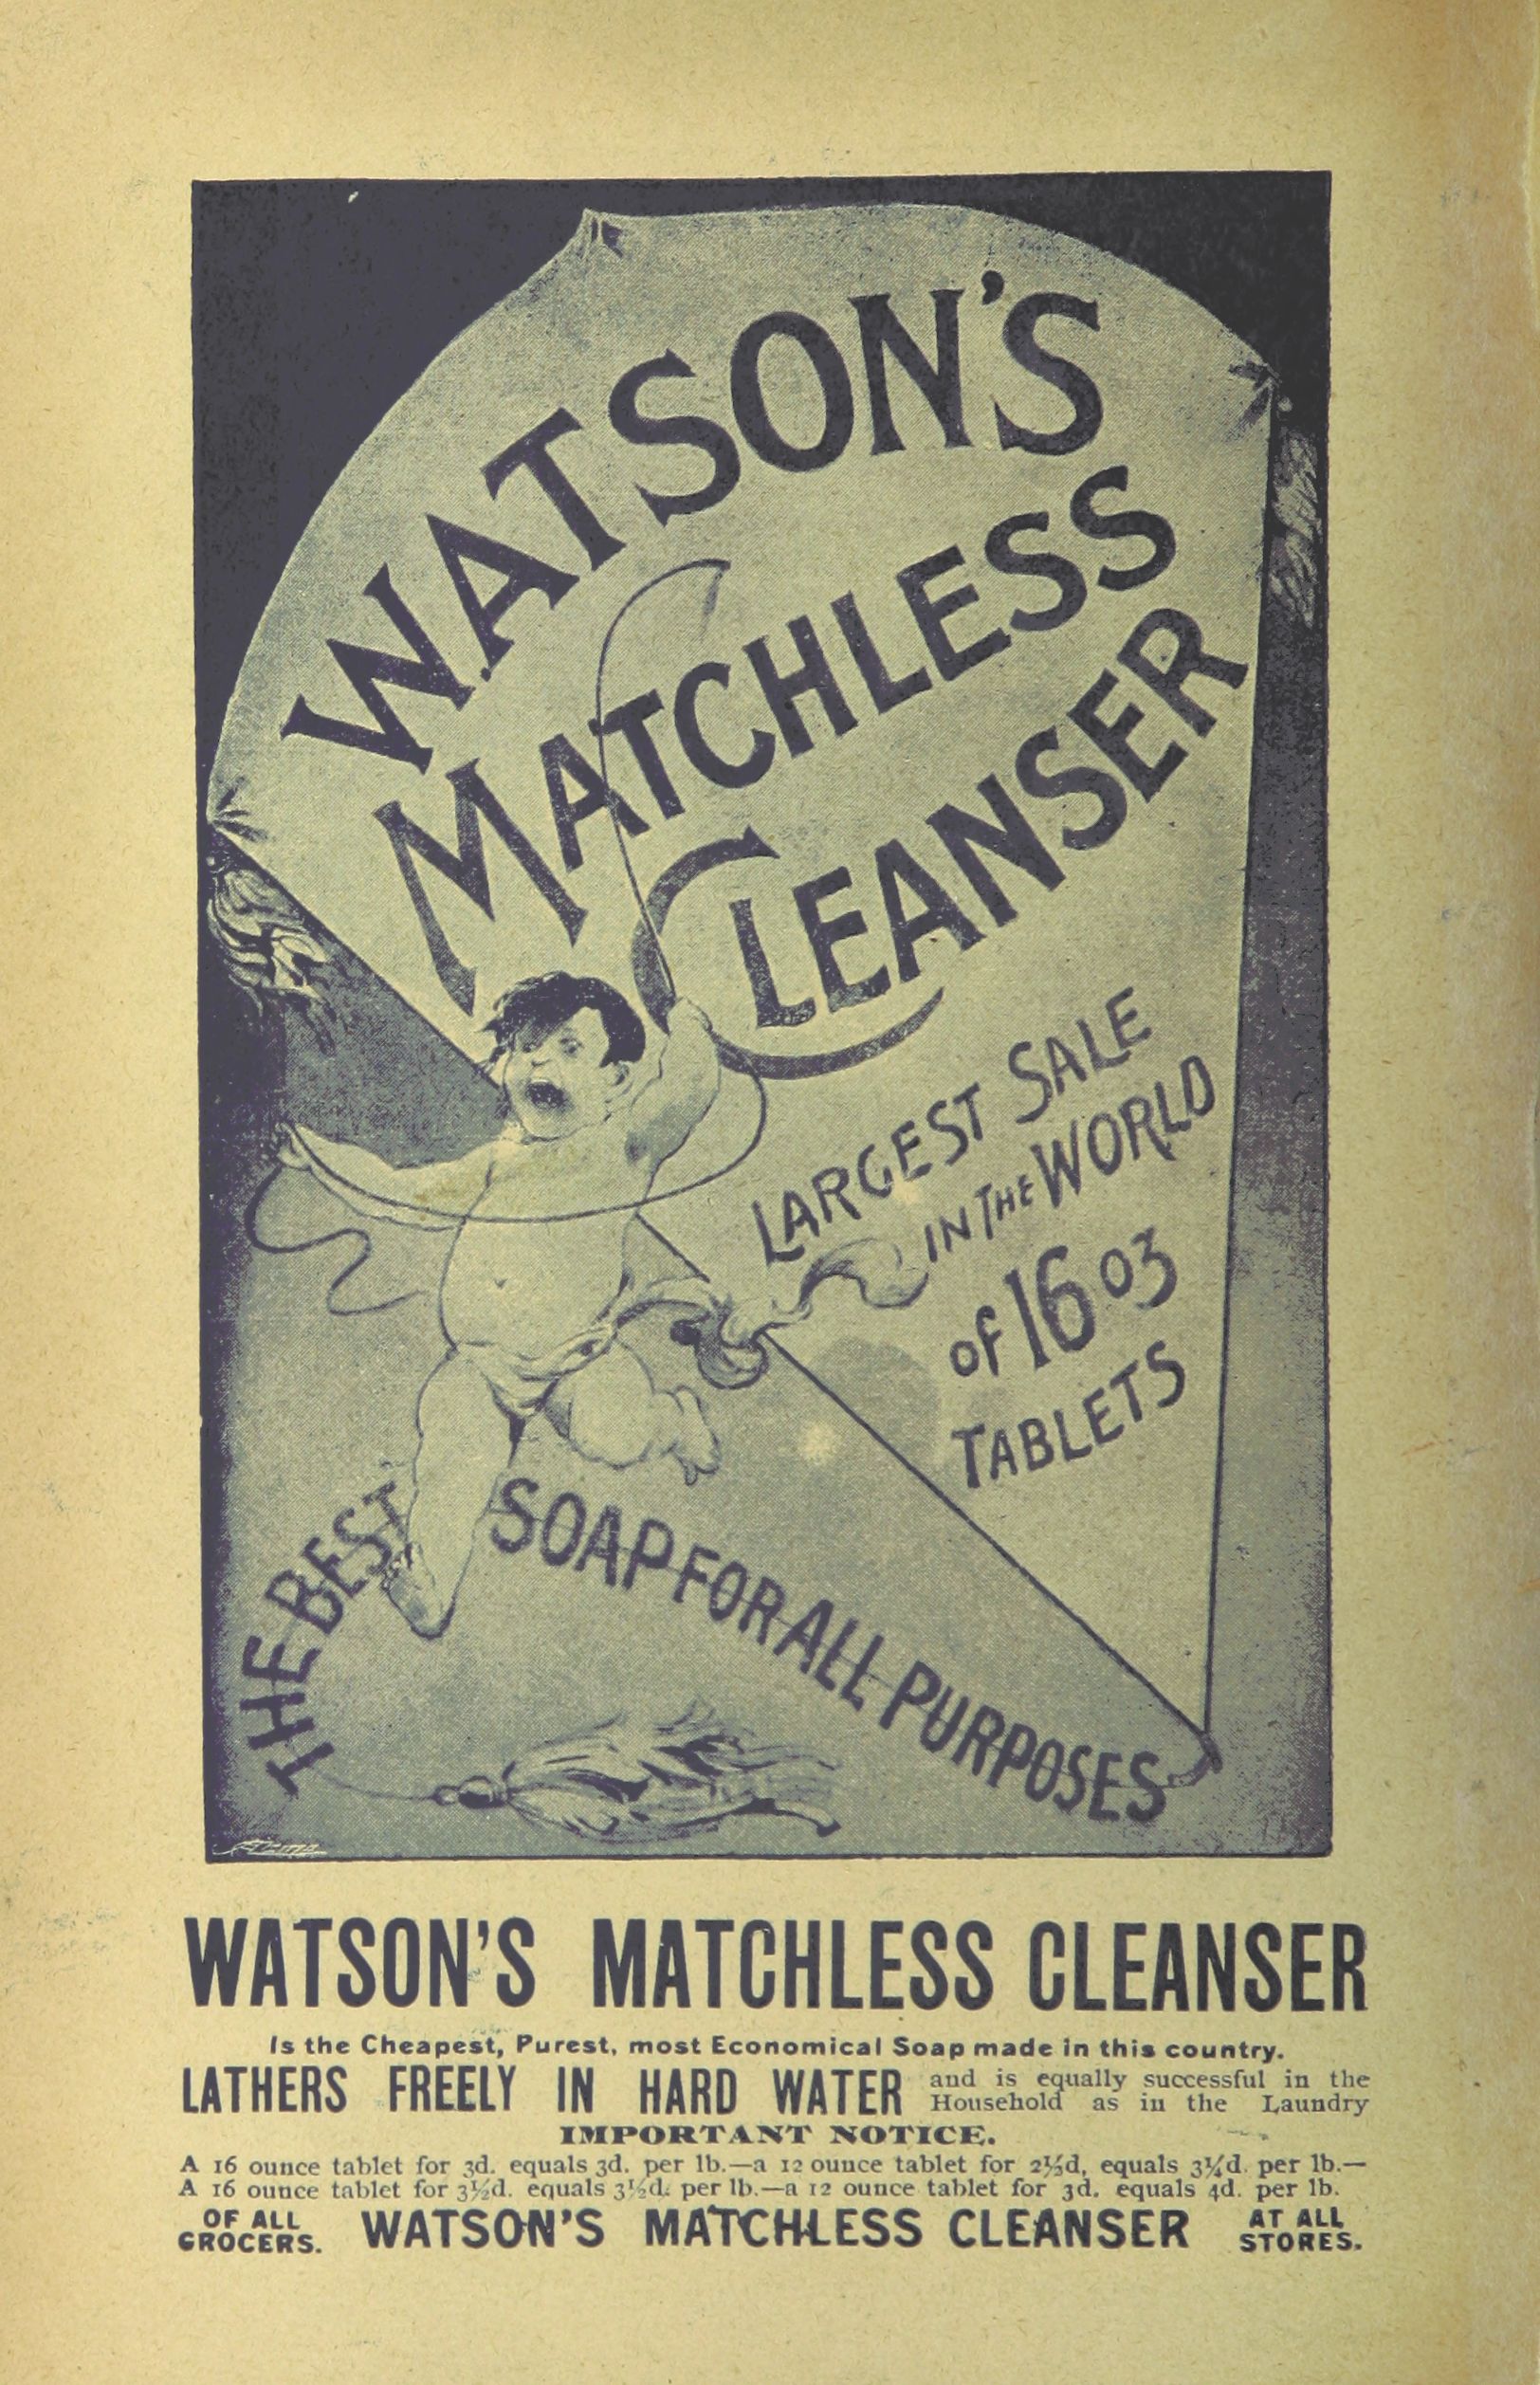 WATSON'S
MATCHLESS
CLEANSER
LARGEST SALE
IN THE WORLD
OF 16 OZ
TABLETS
THE BEST SOAP FOR ALL PURPOSES
WATSON'S MATCHLESS CLEANSER
Is the Cheapest, Purest, most Economical Soap made in this country.
LATHERS FREELY IN HARD WATER and is equally successful in the
Household as in the Laundry
IMPORTANT NOTICE.
A 16 ounce tablet for 3d. equals 3d. per lb.—a 12 ounce tablet for 2½d, equals 3¼d. per lb.—
A 16 ounce tablet for 3½d. equals 3½d. per lb.—a 12 ounce tablet for 3d. equals 4d. per lb.
OF ALL
GROCERS.
WATSON'S MATCHLESS CLEANSER
AT ALL
STORES.